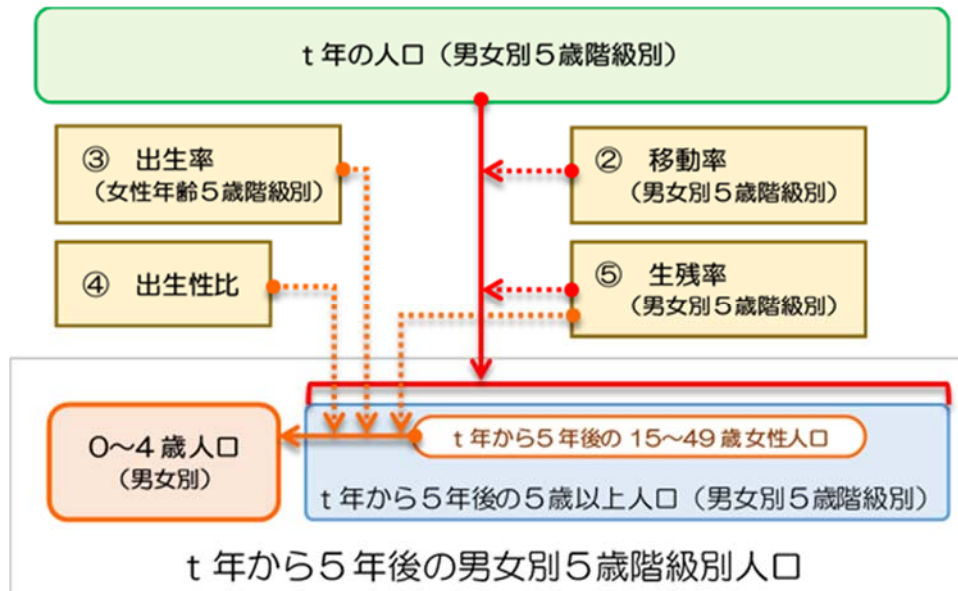 ｔ年の人口（男女別５歳階級別）
③　出生率
（女性年齢５歳階級別）
②　移動率
（男女別５歳階級別）
④　出生性比
⑤　生残率
（男女別５歳階級別）
０～４歳人口
（男女別）
ｔ年から５年後の 15～49 歳女性人口
ｔ年から５年後の５歳以上人口（男女別５歳階級別）
ｔ年から５年後の男女別５歳階級別人口